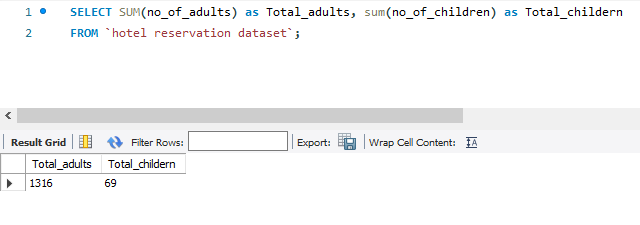 1 SELECT SUM(no_of_adults) as Total_adults, sum(no_of_children) as Total_childern
2 FROM `hotel reservation dataset`;
Result Grid Filter Rows: Export: Wrap Cell Content: IA
Total_adults Total_childern
1316 69